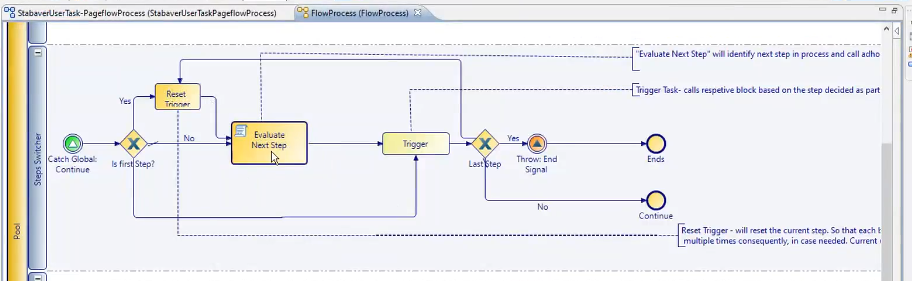 StabaverUserTask-PageflowProcess (StabaverUserTaskPageflowProcess)
FlowProcess (FlowProcess)
"Evaluate Next Step" will identify next step in process and call adho
Trigger Task- calls respetive block based on the step decided as part
Yes
Reset
Trigger
No
Evaluate
Next Step
Catch Global:
Continue
Is first Step?
Trigger
Last Step
Yes
Throw: End
Signal
Ends
No
Continue
Steps Switcher
Pool
Reset Trigger - will reset the current step. So that each b
multiple times consequently, in case needed. Current